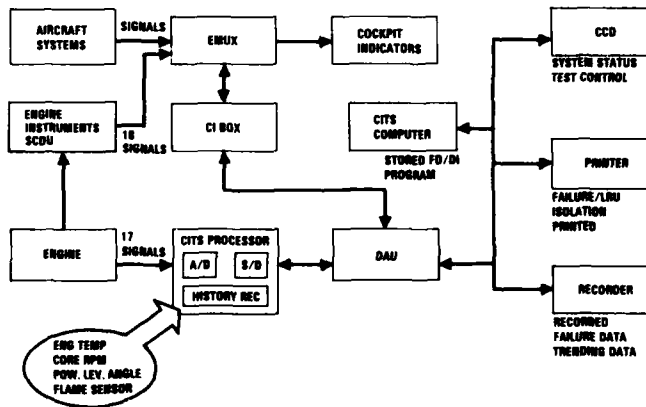 AIRCRAFT
SYSTEMS
SIGNALS
EMUX
COCKPIT
INDICATORS
CCD
SYSTEM STATUS
TEST CONTROL
ENGINE
INSTRUMENTS
SCDU
18
SIGNALS
CI BOX
CITS
COMPUTER
STORED FD/DI
PROGRAM
PRINTER
FAILURE/LRU
ISOLATION
PRINTED
ENGINE
17
SIGNALS
CITS PROCESSOR
A/D
S/D
HISTORY REC
DAU
RECORDER
RECORDED
FAILURE DATA
TRENDING DATA
ENG TEMP
CORE RPM
POW. LEV. ANGLE
FLAME SENSOR